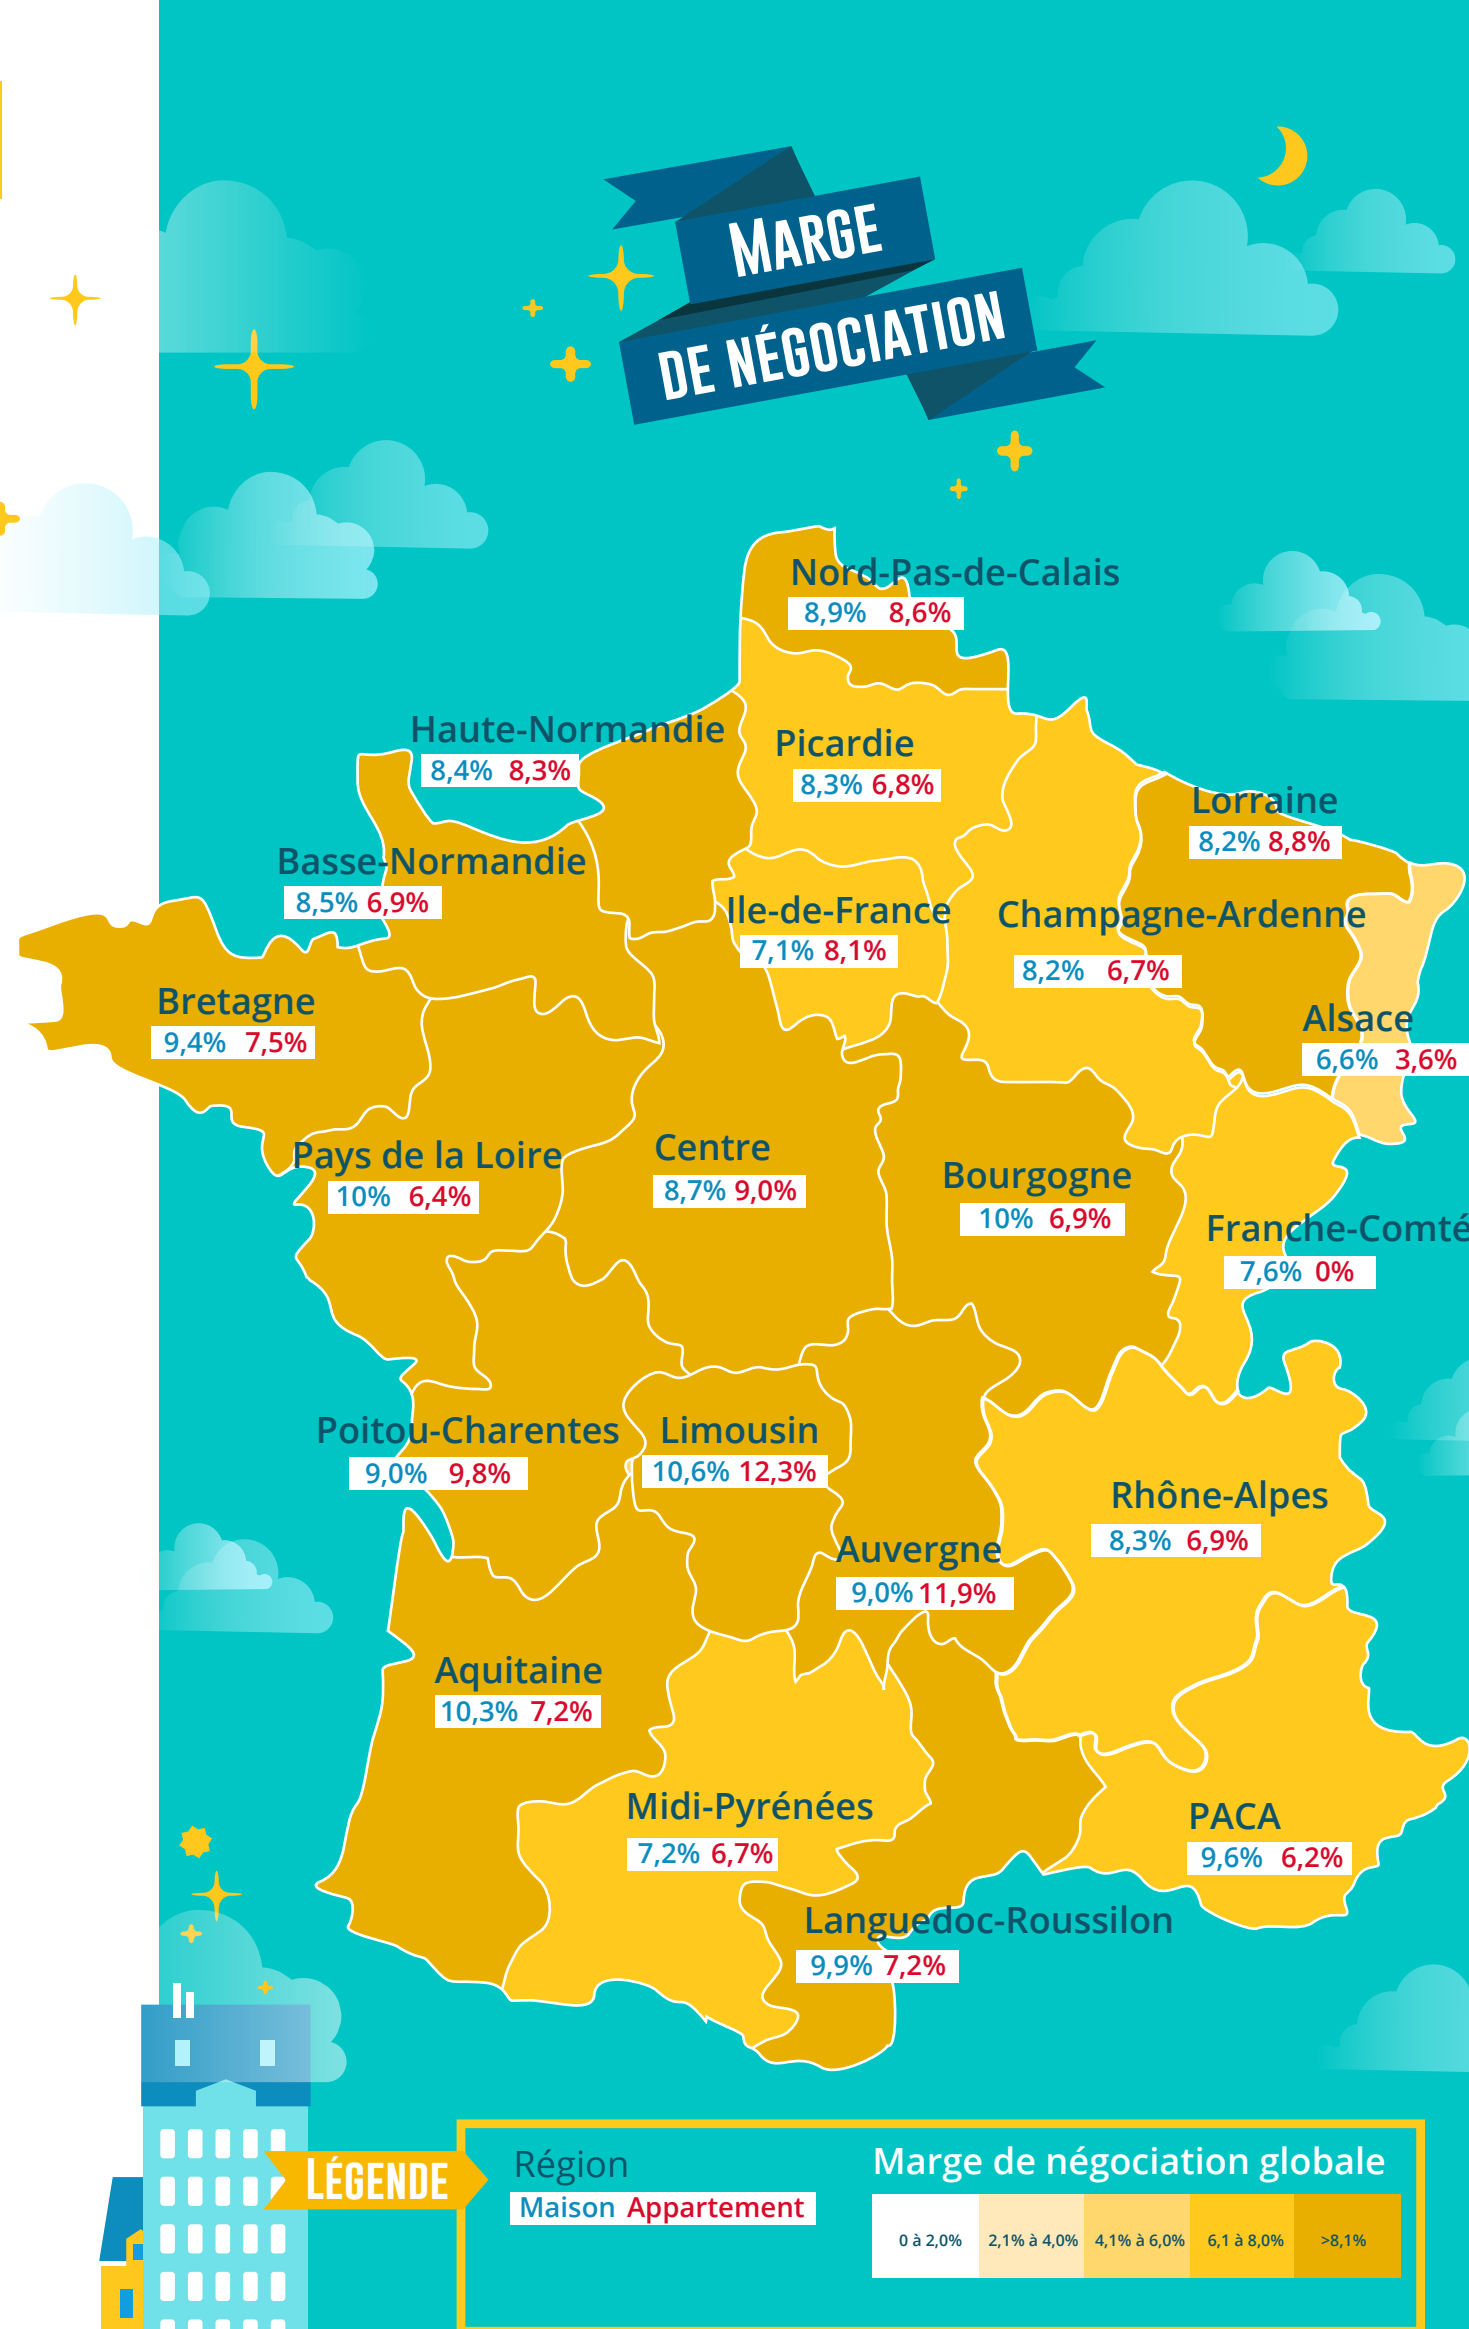 MARGE
DE NÉGOCIATION
Nord-Pas-de-Calais
8,9% 8,6%
Haute-Normandie
8,4% 8,3%
Picardie
8,3% 6,8%
Lorraine
8,2% 8,8%
Basse-Normandie
8,5% 6,9%
Ile-de-France
7,1% 8,1%
Champagne-Ardenne
8,2% 6,7%
Bretagne
9,4% 7,5%
Alsace
6,6% 3,6%
Pays de la Loire
10% 6,4%
Centre
8,7% 9,0%
Bourgogne
10% 6,9%
Franche-Comté
7,6% 0%
Poitou-Charentes
9,0% 9,8%
Limousin
10,6% 12,3%
Rhône-Alpes
8,3% 6,9%
Auvergne
9,0% 11,9%
Aquitaine
10,3% 7,2%
Midi-Pyrénées
7,2% 6,7%
PACA
9,6% 6,2%
Languedoc-Roussilon
9,9% 7,2%
LÉGENDE
Région
Maison Appartement
Marge de négociation globale
0 à 2,0% 2,1% à 4,0% 4,1% à 6,0% 6,1 à 8,0% >8,1%